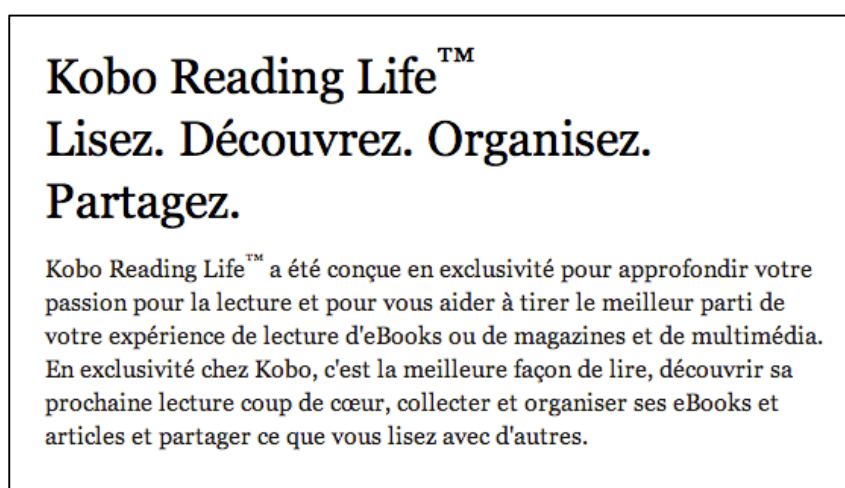 Kobo Reading Life™
Lisez. Découvrez. Organisez.
Partagez.
Kobo Reading Life™ a été conçue en exclusivité pour approfondir votre
passion pour la lecture et pour vous aider à tirer le meilleur parti de
votre expérience de lecture d'eBooks ou de magazines et de multimédia.
En exclusivité chez Kobo, c'est la meilleure façon de lire, découvrir sa
prochaine lecture coup de cœur, collecter et organiser ses eBooks et
articles et partager ce que vous lisez avec d'autres.